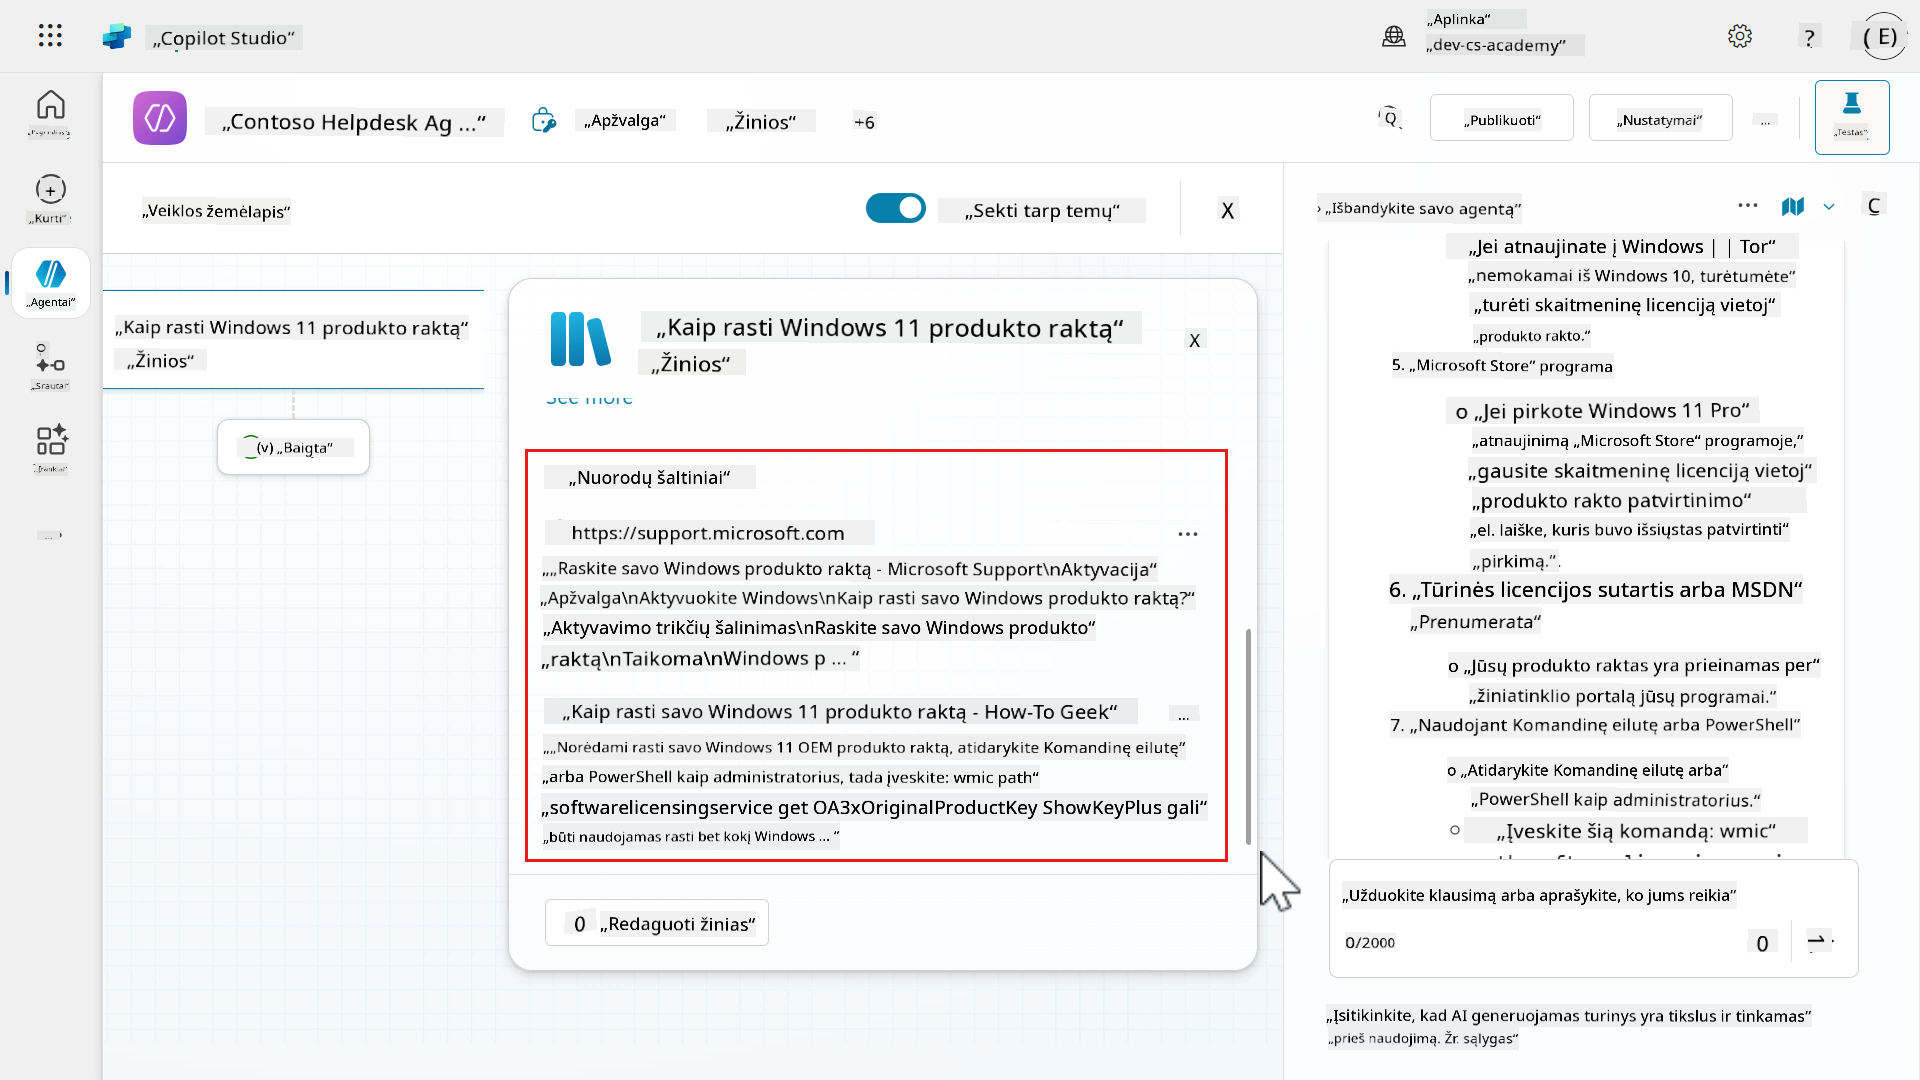 „Copilot Studio“
„Aplinka“
„dev-cs-academy”
?
( E)
„Contoso Helpdesk Ag ...“
„Apžvalga“
„Žinios“
+6
Q
„Publikuoti“
„Nustatymai“
...
„Testas“
„Kurti“
„Agentai“
„Srautai“
„Įrankiai“
...
„Veiklos žemėlapis“
„Sekti tarp temų“
X
„Kaip rasti Windows 11 produkto raktą“
„Žinios“
(v) „Baigta“
„Kaip rasti Windows 11 produkto raktą“
„Žinios“
X
See more
„Nuorodų šaltiniai“
https://support.microsoft.com
...
„„Raskite savo Windows produkto raktą - Microsoft Support\nAktyvacija“
„Apžvalga\nAktyvuokite Windows\nKaip rasti savo Windows produkto raktą?“
„Aktyvavimo trikčių šalinimas\nRaskite savo Windows produkto“
„raktą\nTaikoma\nWindows p ... “
„Kaip rasti savo Windows 11 produkto raktą - How-To Geek“
...
„„Norėdami rasti savo Windows 11 OEM produkto raktą, atidarykite Komandinę eilutę“
„arba PowerShell kaip administratorius, tada įveskite: wmic path“
„softwarelicensingservice get OA3xOriginalProductKey ShowKeyPlus gali“
„būti naudojamas rasti bet kokį Windows ... “
0 „Redaguoti žinias“
› „Išbandykite savo agentą”
...
C
„Jei atnaujinate į Windows | | Tor“
„nemokamai iš Windows 10, turėtumėte“
„turėti skaitmeninę licenciją vietoj“
„produkto rakto.“
5. „Microsoft Store“ programa
o „Jei pirkote Windows 11 Pro“
„atnaujinimą „Microsoft Store“ programoje,”
„gausite skaitmeninę licenciją vietoj“
„produkto rakto patvirtinimo“
„el. laiške, kuris buvo išsiųstas patvirtinti“
„pirkimą.“.
6. „Tūrinės licencijos sutartis arba MSDN“
„Prenumerata“
o „Jūsų produkto raktas yra prieinamas per“
„žiniatinklio portalą jūsų programai.“
7. „Naudojant Komandinę eilutę arba PowerShell“
o „Atidarykite Komandinę eilutę arba“
„PowerShell kaip administratorius.“
„Įveskite šią komandą: wmic“
„Užduokite klausimą arba aprašykite, ko jums reikia”
0/2000
0
„Įsitikinkite, kad AI generuojamas turinys yra tikslus ir tinkamas”
„prieš naudojimą. Žr. sąlygas“